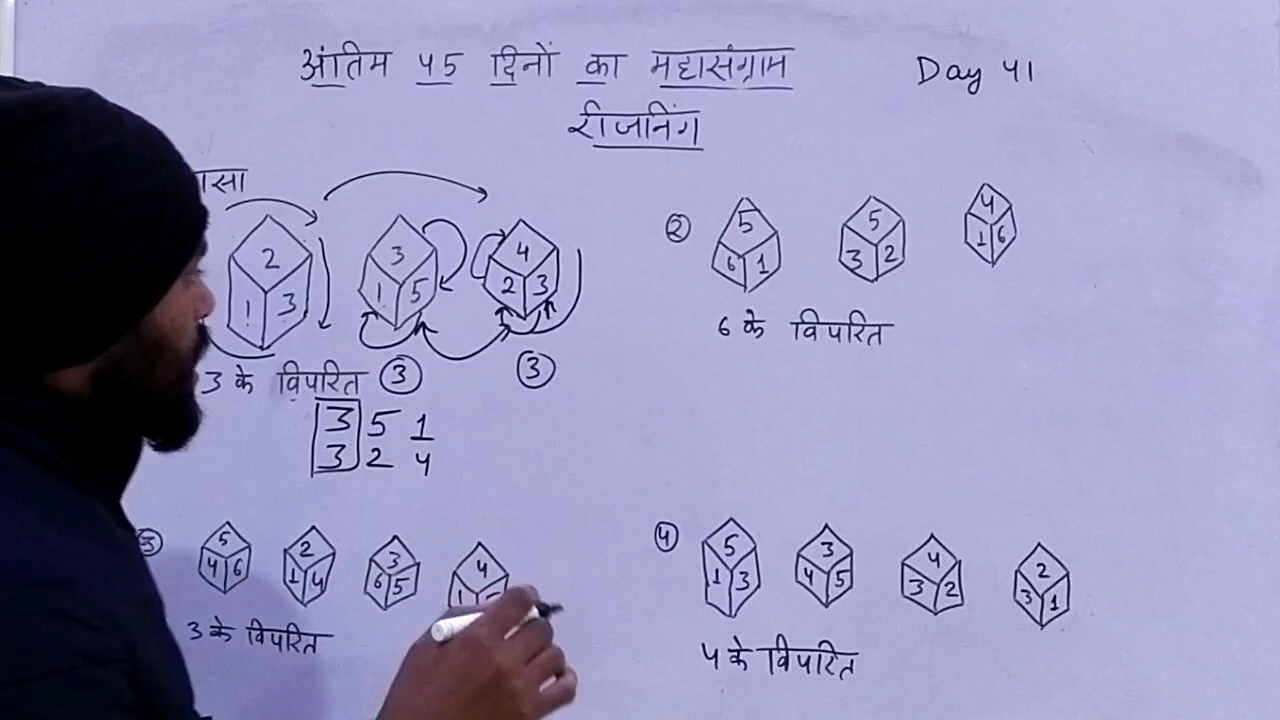 अंतिम 45 दिनों का महासंग्राम Day 41
रीजनिंग
2 1 3
3 1 5
4 2 3
3 के विपरित ③ ③
3 5 1
3 2 4
②
5 6 1
5 3 2
4 1 6
6 के विपरित
③
5 4 6
2 1 4
3 6 5
4
3 के विपरित
④
5 1 3
3 4 5
4 3 2
2 3 1
4 के विपरित